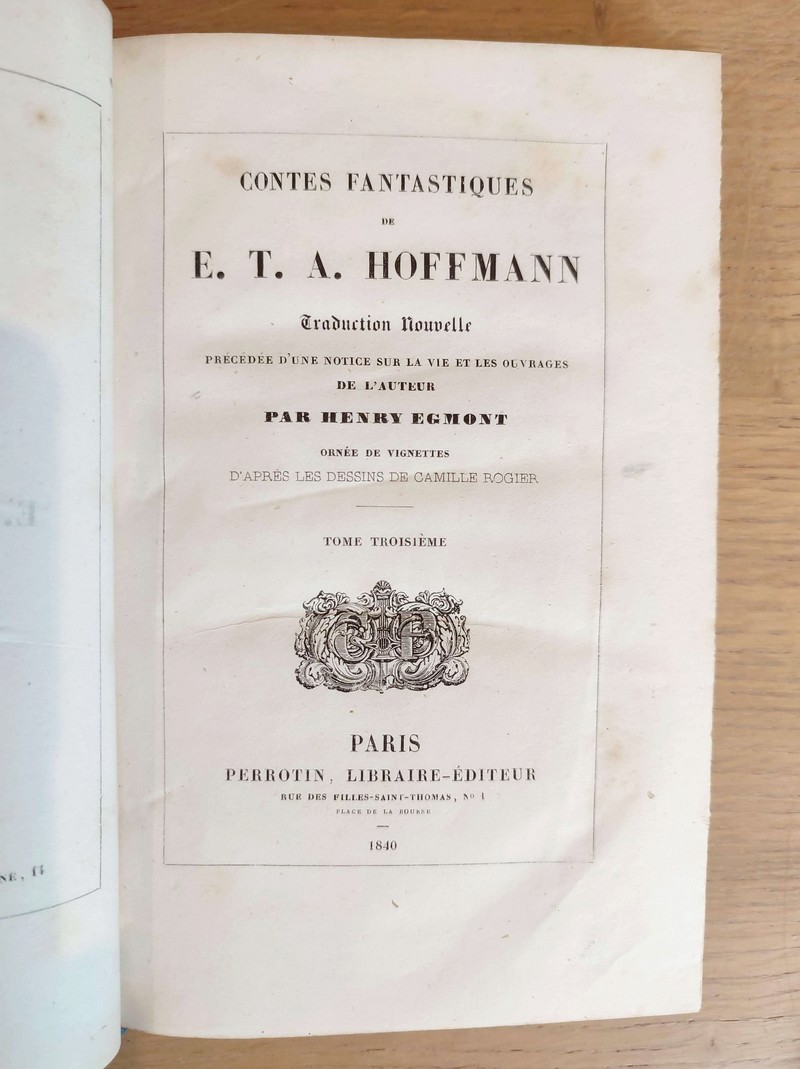 CONTES FANTASTIQUES
DE
E. T. A. HOFFMANN
Traduction Nouvelle
PRÉCÉDÉE D'UNE NOTICE SUR LA VIE ET LES OUVRAGES
DE L'AUTEUR
PAR HENRY EGMONT
ORNÉE DE VIGNETTES
D'APRÉS LES DESSINS DE CAMILLE ROGIER
TOME TROISIÈME
PARIS
PERROTIN, LIBRAIRE-ÉDITEUR
RUE DES FILLES-SAINT-THOMAS, No 1
PLACE DE LA BOURSE
1840